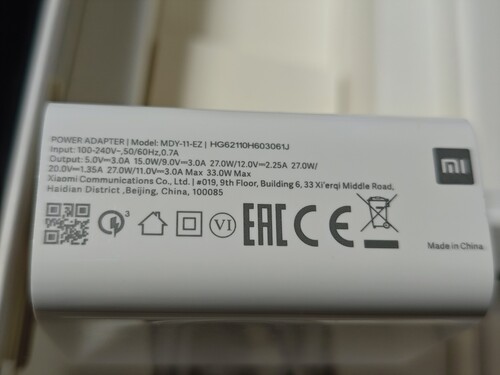 POWER ADAPTER | Model: MDY-11-EZ | HG62110H603061J
Input: 100-240V~,50/60Hz,0.7A
Output: 5.0V⎓3.0A 15.0W/9.0V⎓3.0A 27.0W/12.0V⎓2.25A 27.0W/
20.0V⎓1.35A 27.0W/11.0V⎓3.0A Max 33.0W Max
Xiaomi Communications Co., Ltd. | #019, 9th Floor, Building 6, 33 Xi'erqi Middle Road,
Haidian District ,Beijing, China, 100085
mi
3
VI
EAC CE
Made in China